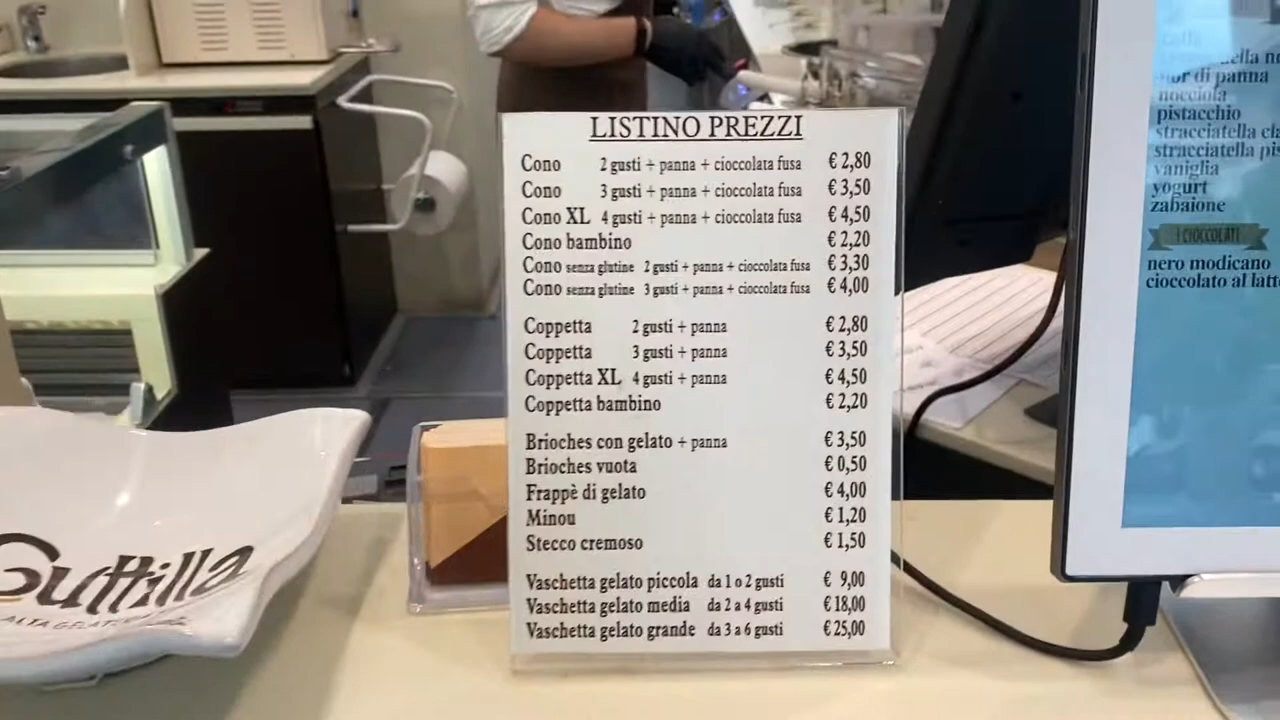 LISTINO PREZZI
Cono 2 gusti + panna + cioccolata fusa € 2,80
Cono 3 gusti + panna + cioccolata fusa € 3,50
Cono XL 4 gusti + panna + cioccolata fusa € 4,50
Cono bambino € 2,20
Cono senza glutine 2 gusti + panna + cioccolata fusa € 3,30
Cono senza glutine 3 gusti + panna + cioccolata fusa € 4,00
Coppetta 2 gusti + panna € 2,80
Coppetta 3 gusti + panna € 3,50
Coppetta XL 4 gusti + panna € 4,50
Coppetta bambino € 2,20
Brioches con gelato + panna € 3,50
Brioches vuota € 0,50
Frappè di gelato € 4,00
Minou € 1,20
Stecco cremoso € 1,50
Vaschetta gelato piccola da 1 o 2 gusti € 9,00
Vaschetta gelato media da 2 a 4 gusti € 18,00
Vaschetta gelato grande da 3 a 6 gusti € 25,00
Guttilla
di panna
nocciola
pistacchio
stracciatella
stracciatella
vaniglia
yogurt
zabaione
I CIOCCOLATI
nero modicano
cioccolato al